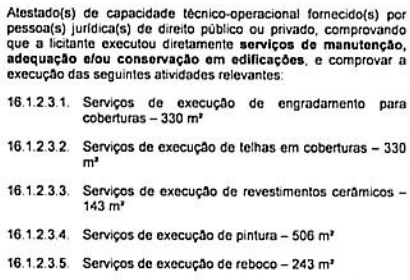 Atestado(s) de capacidade técnico-operacional fornecido(s) por
pessoa(s) jurídica(s) de direito público ou privado, comprovando
que a licitante executou diretamente serviços de manutenção,
adequação e/ou conservação em edificações, e comprovar a
execução das seguintes atividades relevantes:
16.1.2.3.1. Serviços de execução de engradamento para
coberturas – 330 m²
16.1.2.3.2. Serviços de execução de telhas em coberturas – 330
m²
16.1.2.3.3. Serviços de execução de revestimentos cerâmicos –
143 m²
16.1.2.3.4. Serviços de execução de pintura – 506 m²
16.1.2.3.5. Serviços de execução de reboco – 243 m²